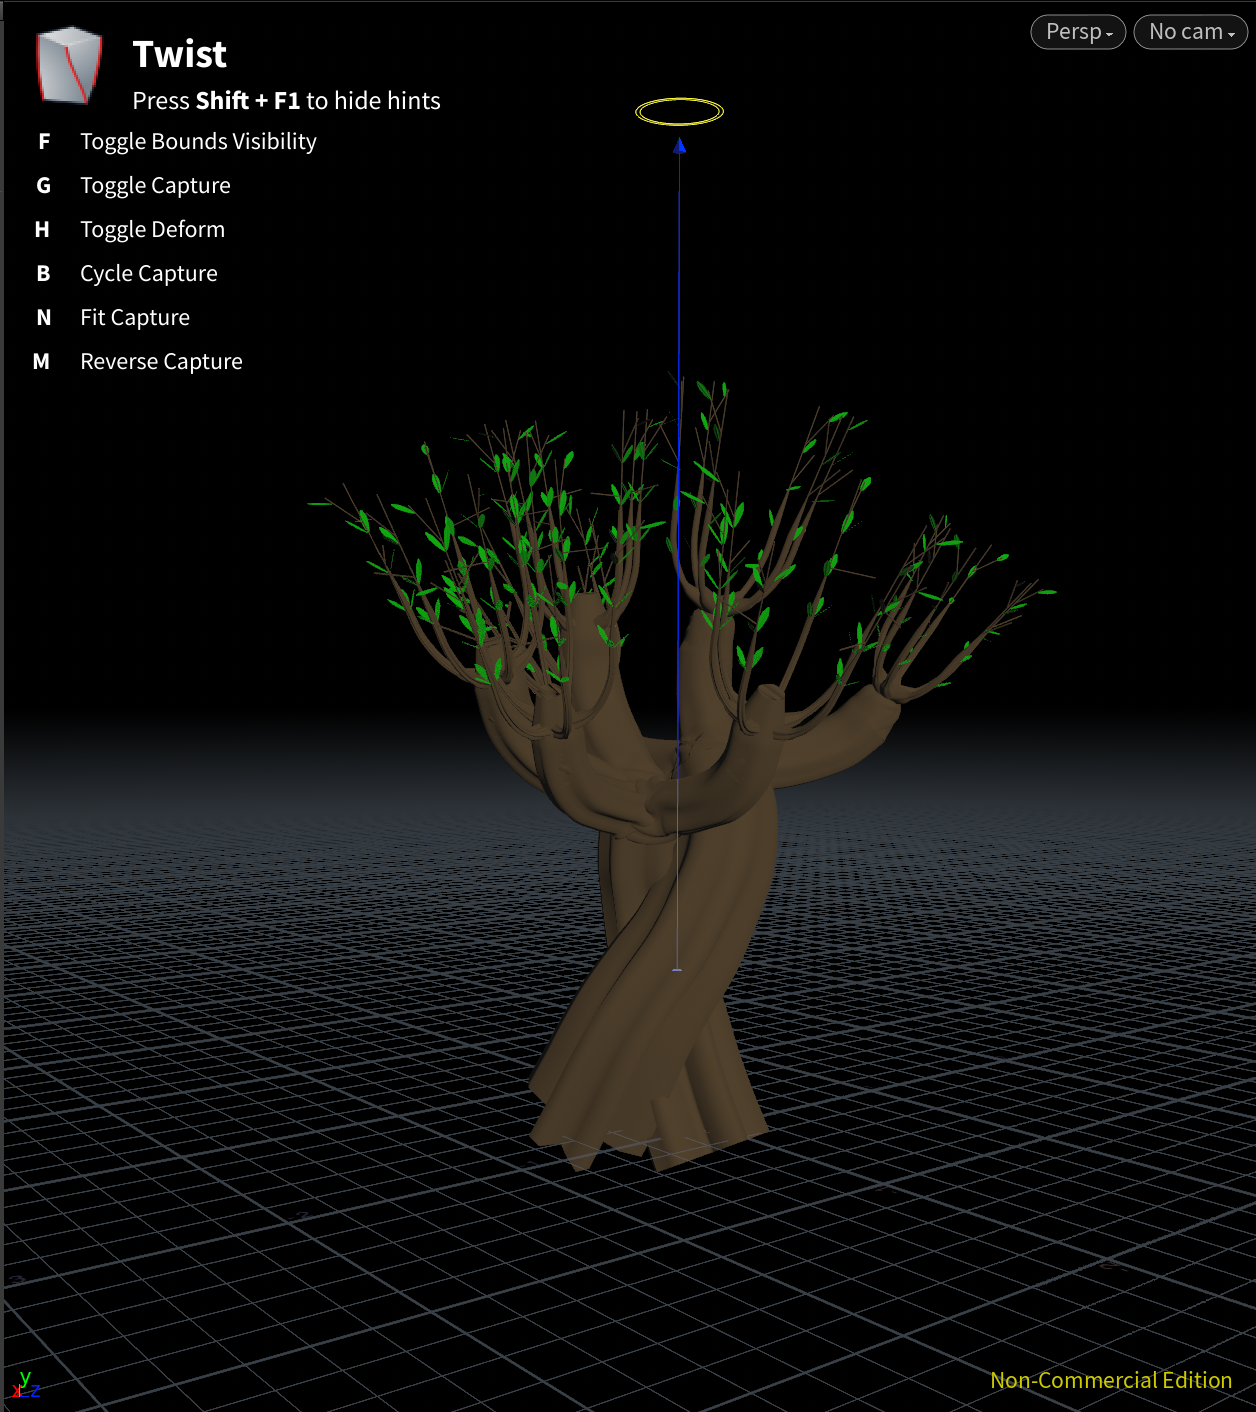 Twist
Press Shift + F1 to hide hints
F Toggle Bounds Visibility
G Toggle Capture
H Toggle Deform
B Cycle Capture
N Fit Capture
M Reverse Capture
Persp
No cam
y
x z
Non-Commercial Edition